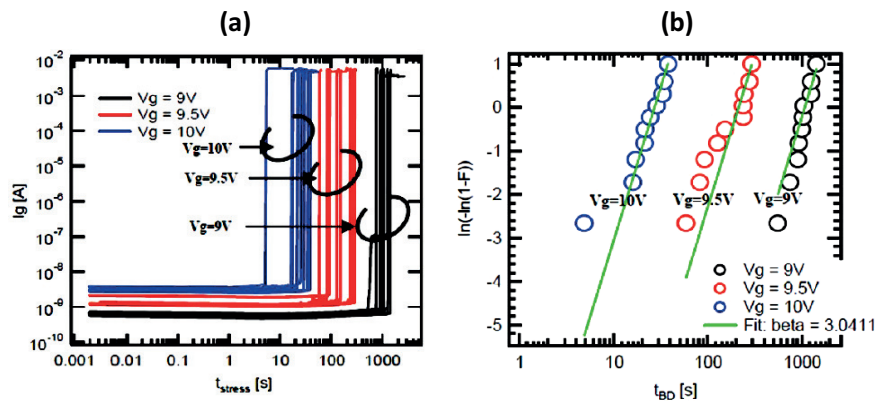 (a)
(b)
Ig [A]
10-2
10-3
10-4
10-5
10-6
10-7
10-8
10-9
10-10
Vg = 9V
Vg = 9.5V
Vg = 10V
Vg=10V
Vg=9.5V
Vg=9V
0.001 0.01 0.1 1 10 100 1000
tstress [s]
ln(-ln(1-F))
1
0
-1
-2
-3
-4
-5
Vg=10V Vg=9.5V Vg=9V
Vg = 9V
Vg = 9.5V
Vg = 10V
Fit: beta = 3.0411
1 10 100 1000
tBD [s]